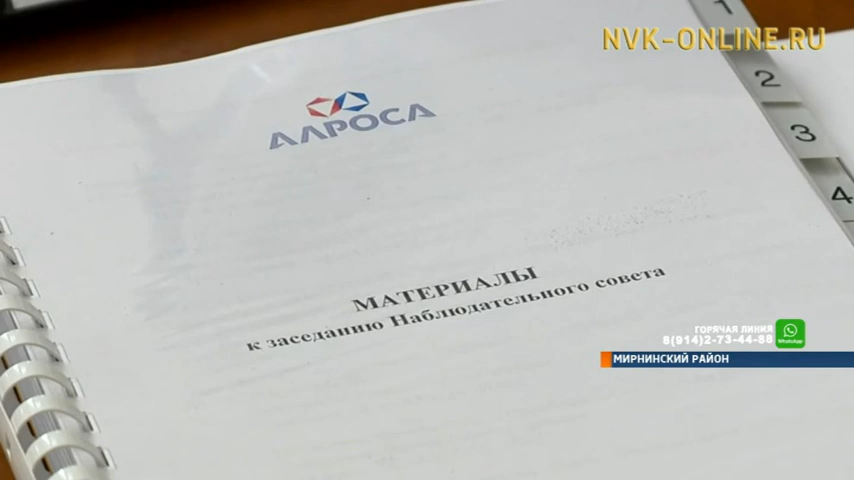 NVK-ONLINE.RU
1
2
3
4
АЛРОСА
МАТЕРИАЛЫ
к заседанию Наблюдательного совета
ГОРЯЧАЯ ЛИНИЯ
8(914)2-73-44-88
WhatsApp
МИРНИНСКИЙ РАЙОН